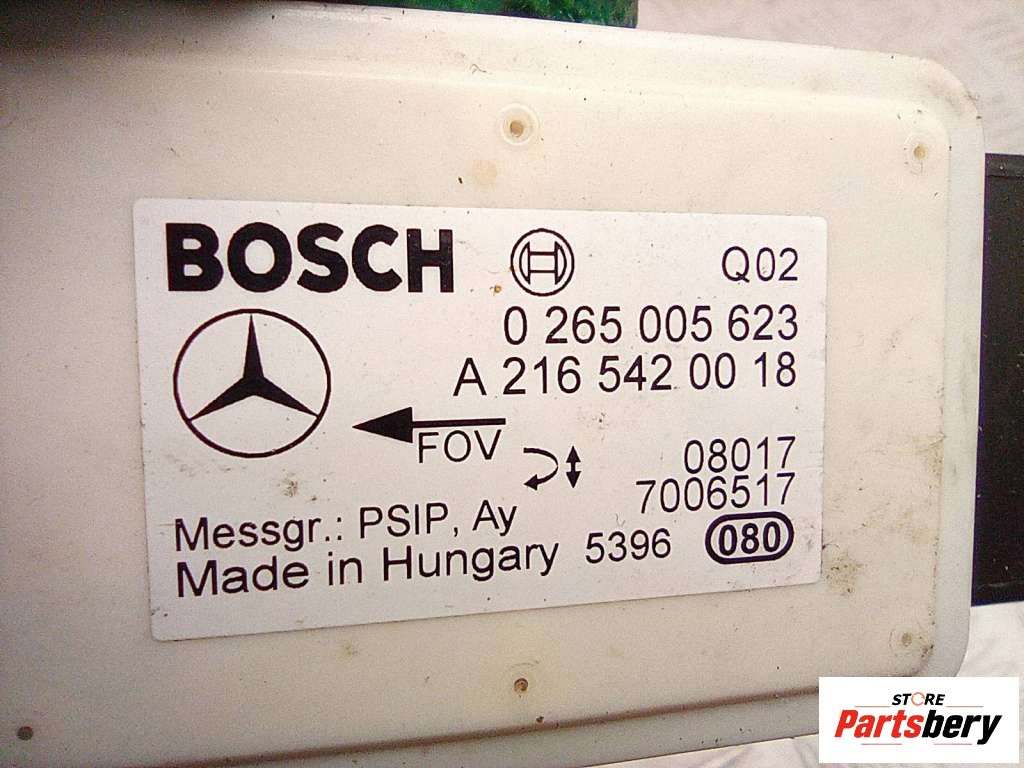 BOSCH
Q02
0 265 005 623
A 216 542 00 18
FOV
08017
7006517
Messgr.: PSIP, Ay
Made in Hungary 5396 080
STORE
Partsbery